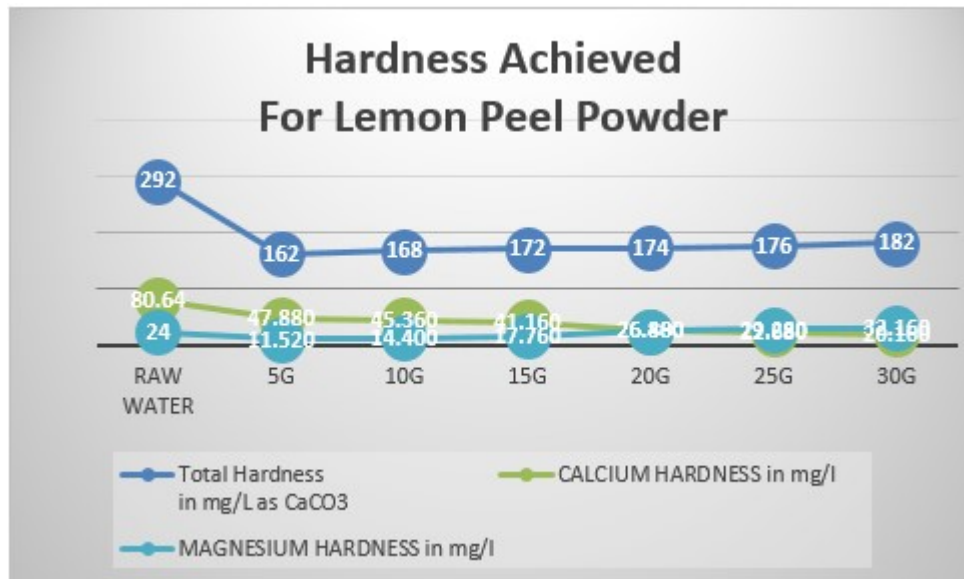 Hardness Achieved
For Lemon Peel Powder
292
162
168
172
174
176
182
80.64
47.880
45.360
41.160
24
11.520
14.400
17.760
32.160
RAW
WATER
5G
10G
15G
20G
25G
30G
Total Hardness
in mg/L as CaCO3
CALCIUM HARDNESS in mg/l
MAGNESIUM HARDNESS in mg/l